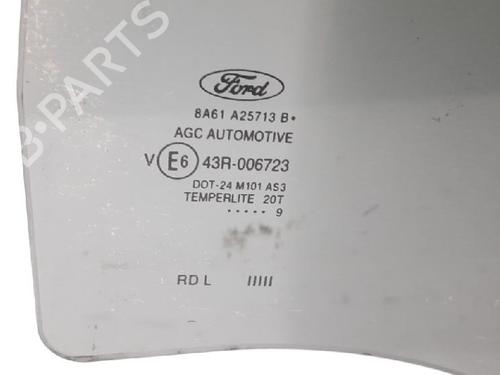 B-PARTS
Ford
8A61 A25713 B•
AGC AUTOMOTIVE
V E6 43R-006723
DOT-24 M101 AS3
TEMPERLITE 20T
..... 9
RD L IIIII